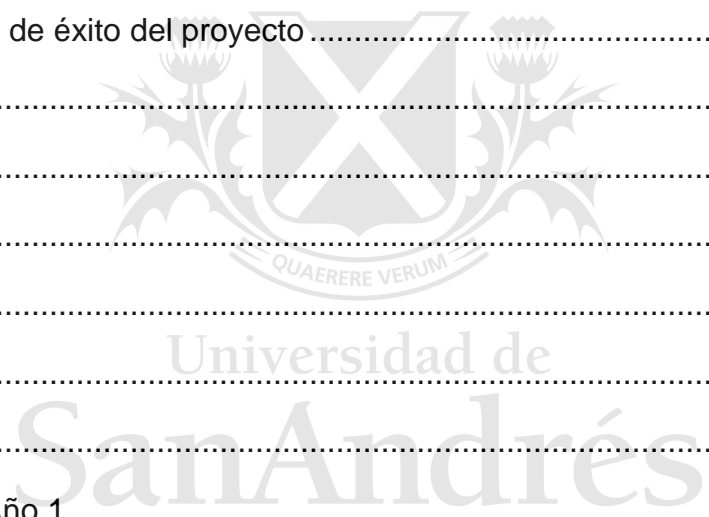 de éxito del proyecto........................................
................................................................................
................................................................................
................................................................................
QUAERERE VERUM
................................................................................
Universidad de
................................................................................
................................................................................
SanAndrés
ño 1